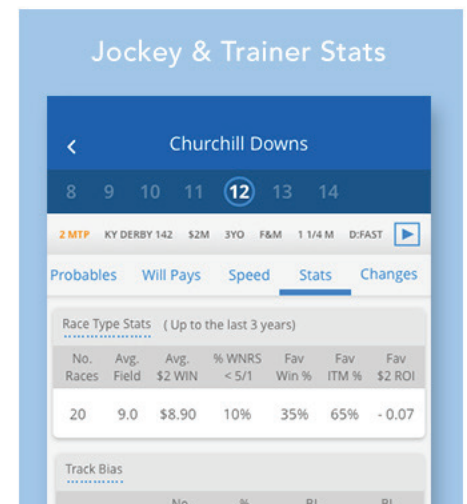 Jockey & Trainer Stats
Churchill Downs
8 9 10 11 12 13 14
2 MTP KY DERBY 142 $2M 3YO F&M 1 1/4 M D:FAST
Probables Will Pays Speed Stats Changes
Race Type Stats ( Up to the last 3 years)
No. Avg. Avg. % WNRS Fav Fav Fav
Races Field $2 WIN < 5/1 Win % ITM % $2 ROI
20 9.0 $8.90 10% 35% 65% - 0.07
Track Bias
No. %